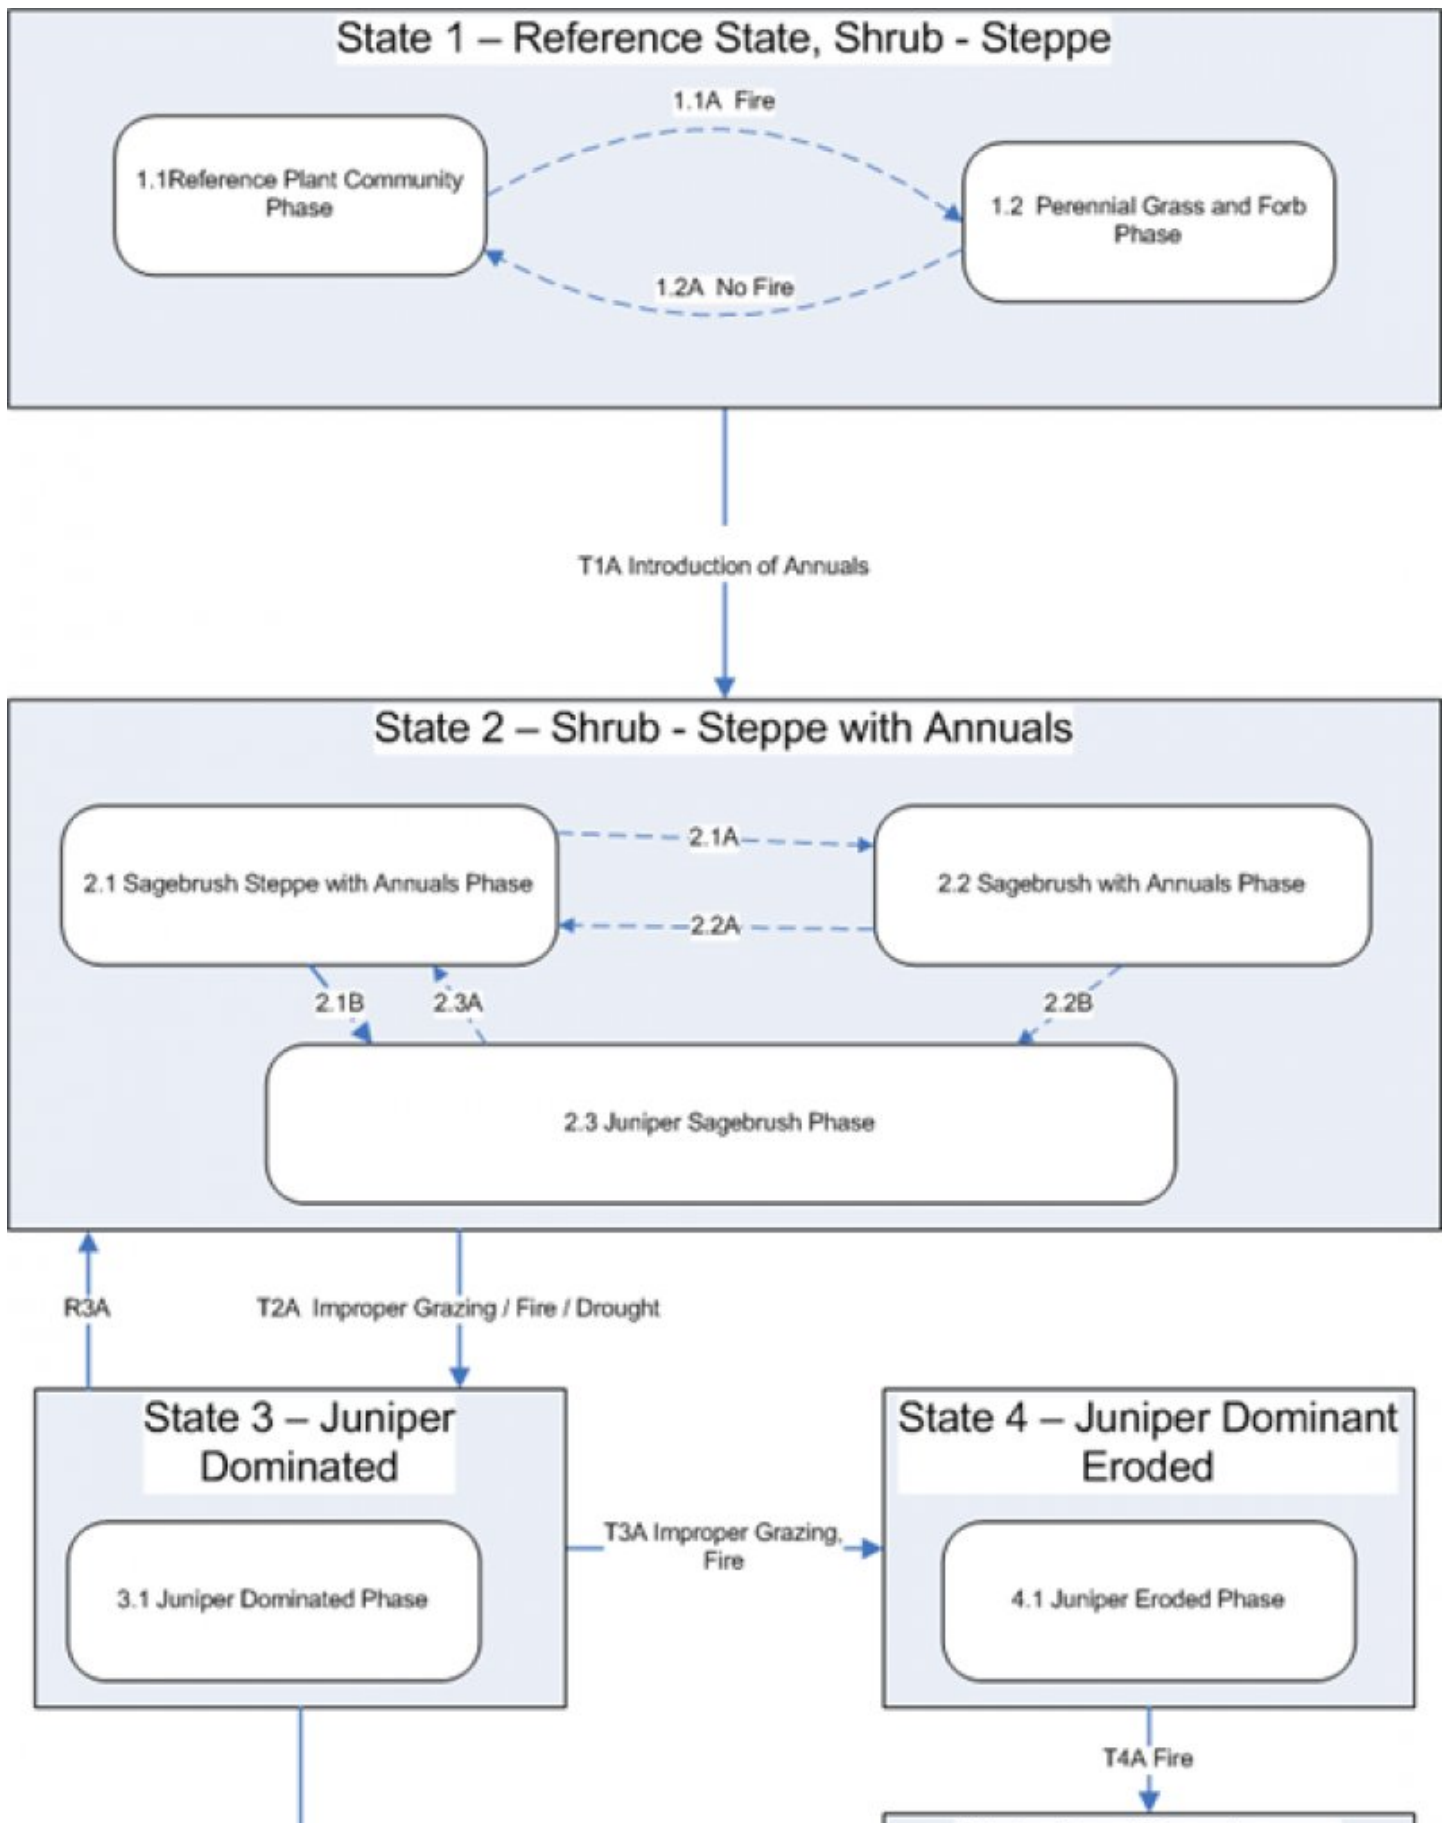 State 1 – Reference State, Shrub - Steppe
1.1A  Fire
1.1Reference Plant Community
Phase
1.2  Perennial Grass and Forb
Phase
1.2A  No Fire
T1A Introduction of Annuals
State 2 – Shrub - Steppe with Annuals
2.1A
2.1 Sagebrush Steppe with Annuals Phase
2.2 Sagebrush with Annuals Phase
2.2A
2.1B
2.3A
2.2B
2.3 Juniper Sagebrush Phase
R3A
T2A  Improper Grazing / Fire / Drought
State 3 – Juniper
Dominated
State 4 – Juniper Dominant
Eroded
T3A Improper Grazing,
Fire
3.1 Juniper Dominated Phase
4.1 Juniper Eroded Phase
T4A Fire